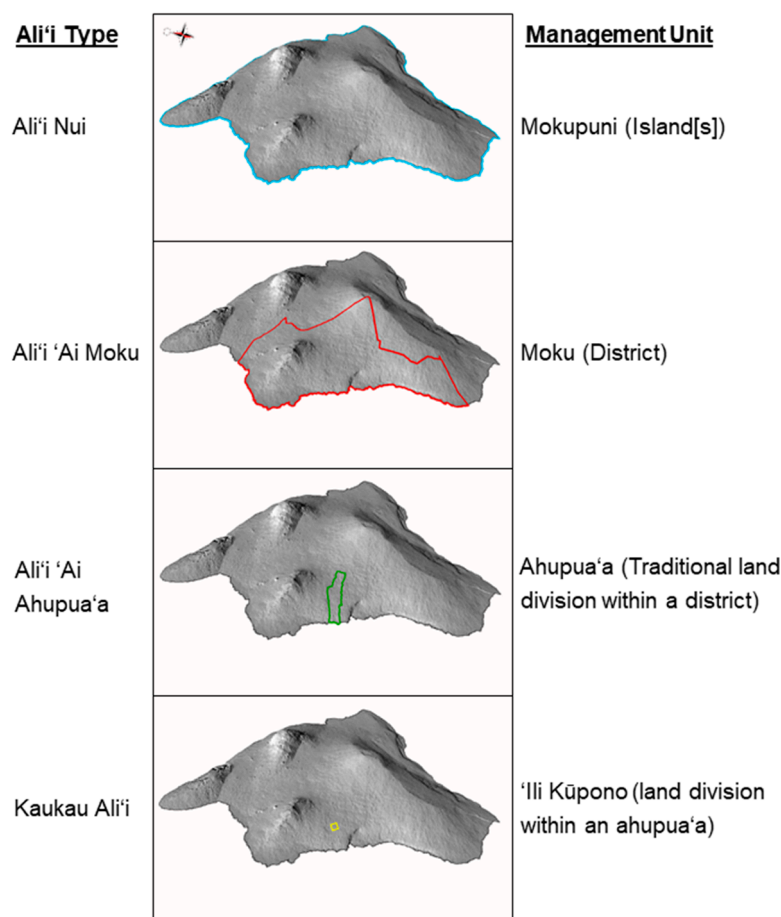 Ali‘i Type
Management Unit
Ali‘i Nui
Mokupuni (Island[s])
Ali‘i ‘Ai Moku
Moku (District)
Ali‘i ‘Ai
Ahupua‘a
Ahupua‘a (Traditional land
division within a district)
Kaukau Ali‘i
‘Ili Kūpono (land division
within an ahupua‘a)